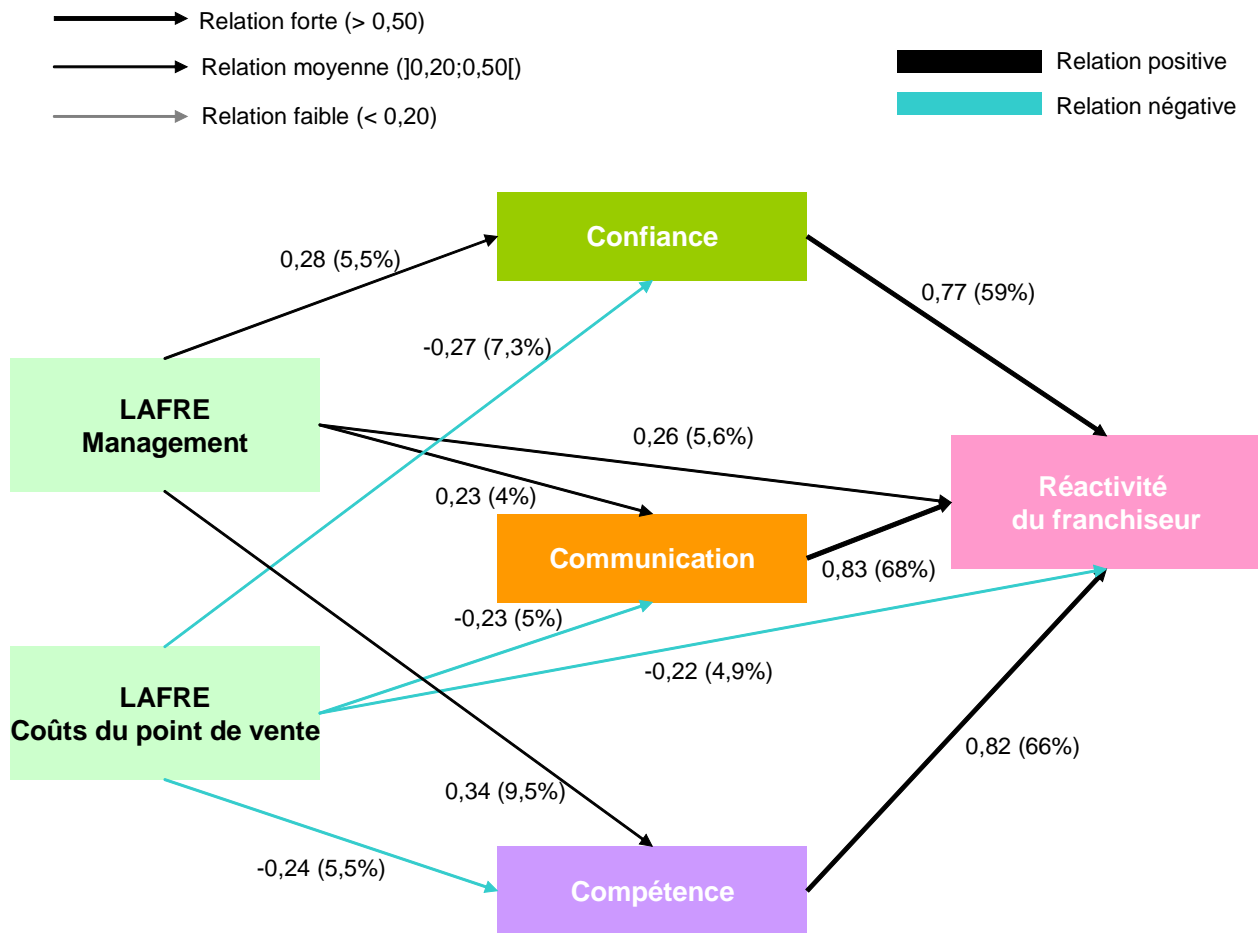 Relation forte (> 0,50)
Relation moyenne (]0,20;0,50[)
Relation faible (< 0,20)
Relation positive
Relation négative
Confiance
0,28 (5,5%)
0,77 (59%)
-0,27 (7,3%)
LAFRE
Management
0,26 (5,6%)
0,23 (4%)
Réactivité
du franchiseur
Communication
0,83 (68%)
-0,23 (5%)
-0,22 (4,9%)
LAFRE
Coûts du point de vente
0,82 (66%)
0,34 (9,5%)
-0,24 (5,5%)
Compétence